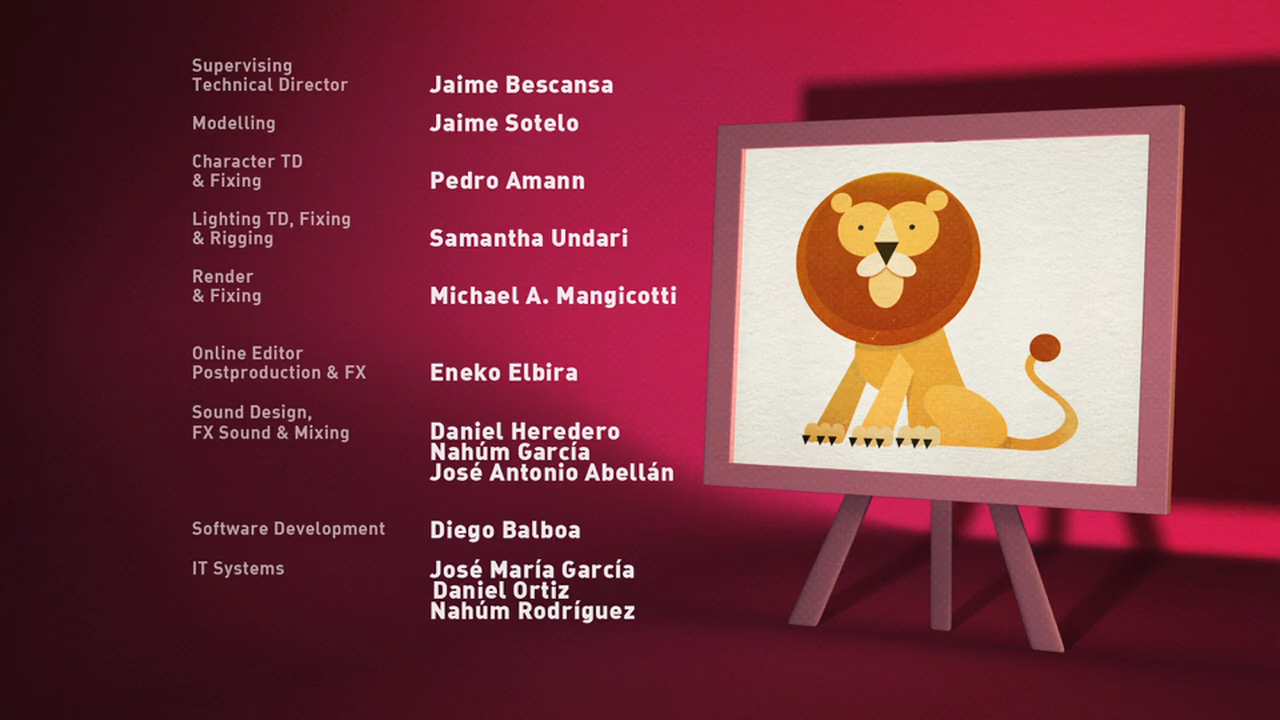 Supervising
Technical Director
Jaime Bescansa
Modelling
Jaime Sotelo
Character TD
& Fixing
Pedro Amann
Lighting TD, Fixing
& Rigging
Samantha Undari
Render
& Fixing
Michael A. Mangicotti
Online Editor
Postproduction & FX
Eneko Elbira
Sound Design,
FX Sound & Mixing
Daniel Heredero
Nahúm García
José Antonio Abellán
Software Development
Diego Balboa
IT Systems
José María García
Daniel Ortiz
Nahúm Rodríguez